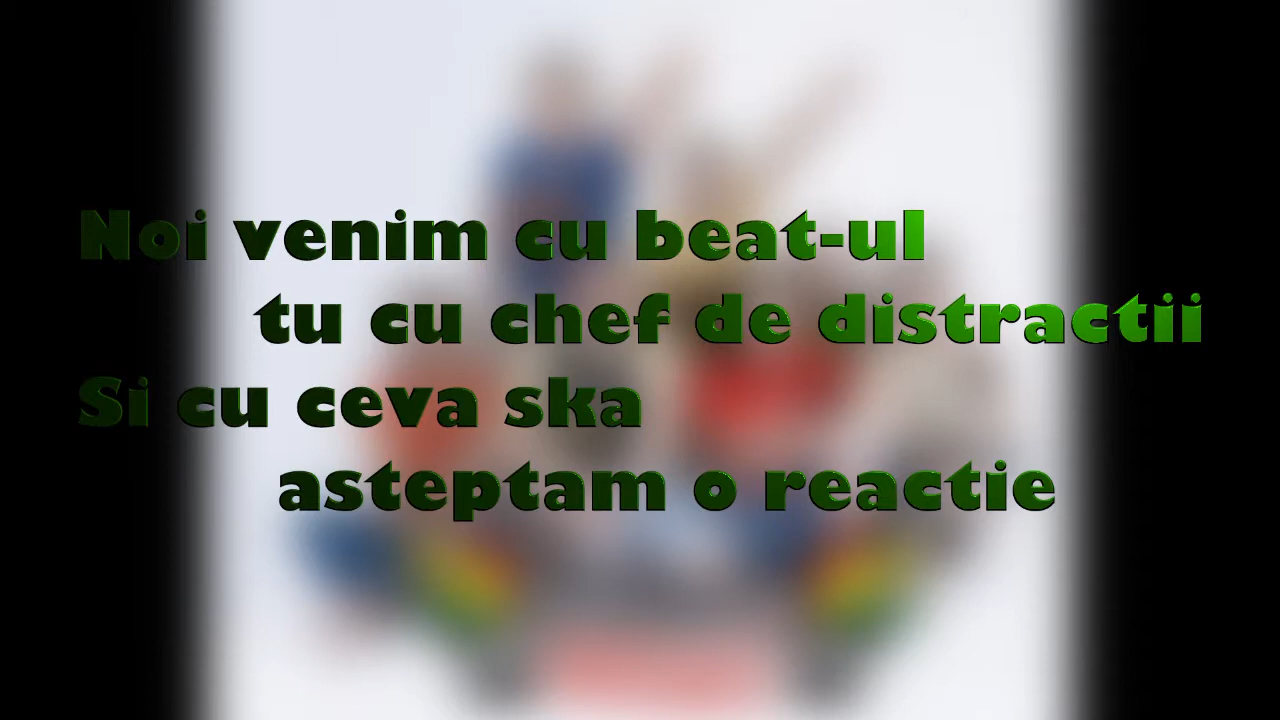 Noi venim cu beat-ul
tu cu chef de distractii
Si cu ceva ska
asteptam o reactie